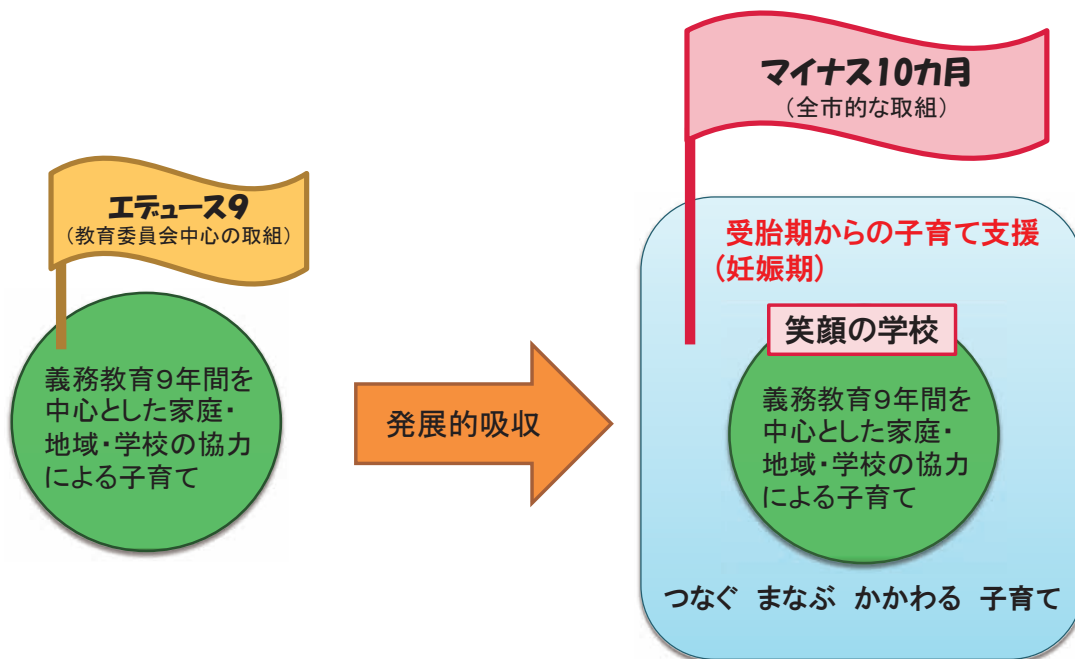 エデュース9
（教育委員会中心の取組）
義務教育9年間を
中心とした家庭・
地域・学校の協力
による子育て
発展的吸収
マイナス10カ月
（全市的な取組）
受胎期からの子育て支援
（妊娠期）
笑顔の学校
義務教育9年間を
中心とした家庭・
地域・学校の協力
による子育て
つなぐ まなぶ かかわる 子育て